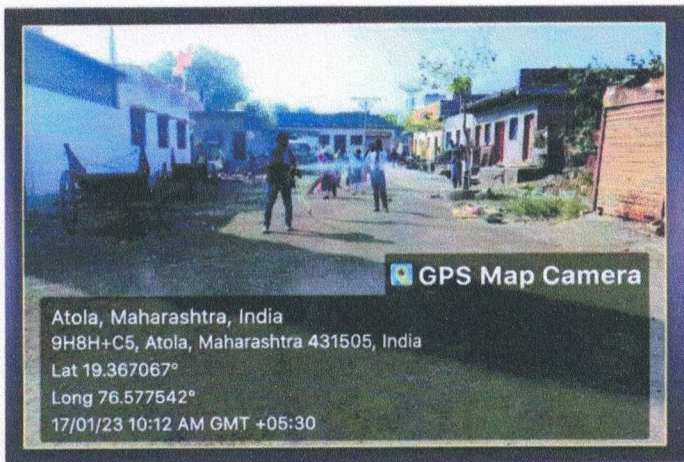 GPS Map Camera
Atola, Maharashtra, India
9H8H+C5, Atola, Maharashtra 431505, India
Lat 19.367067°
Long 76.577542°
17/01/23 10:12 AM GMT +05:30